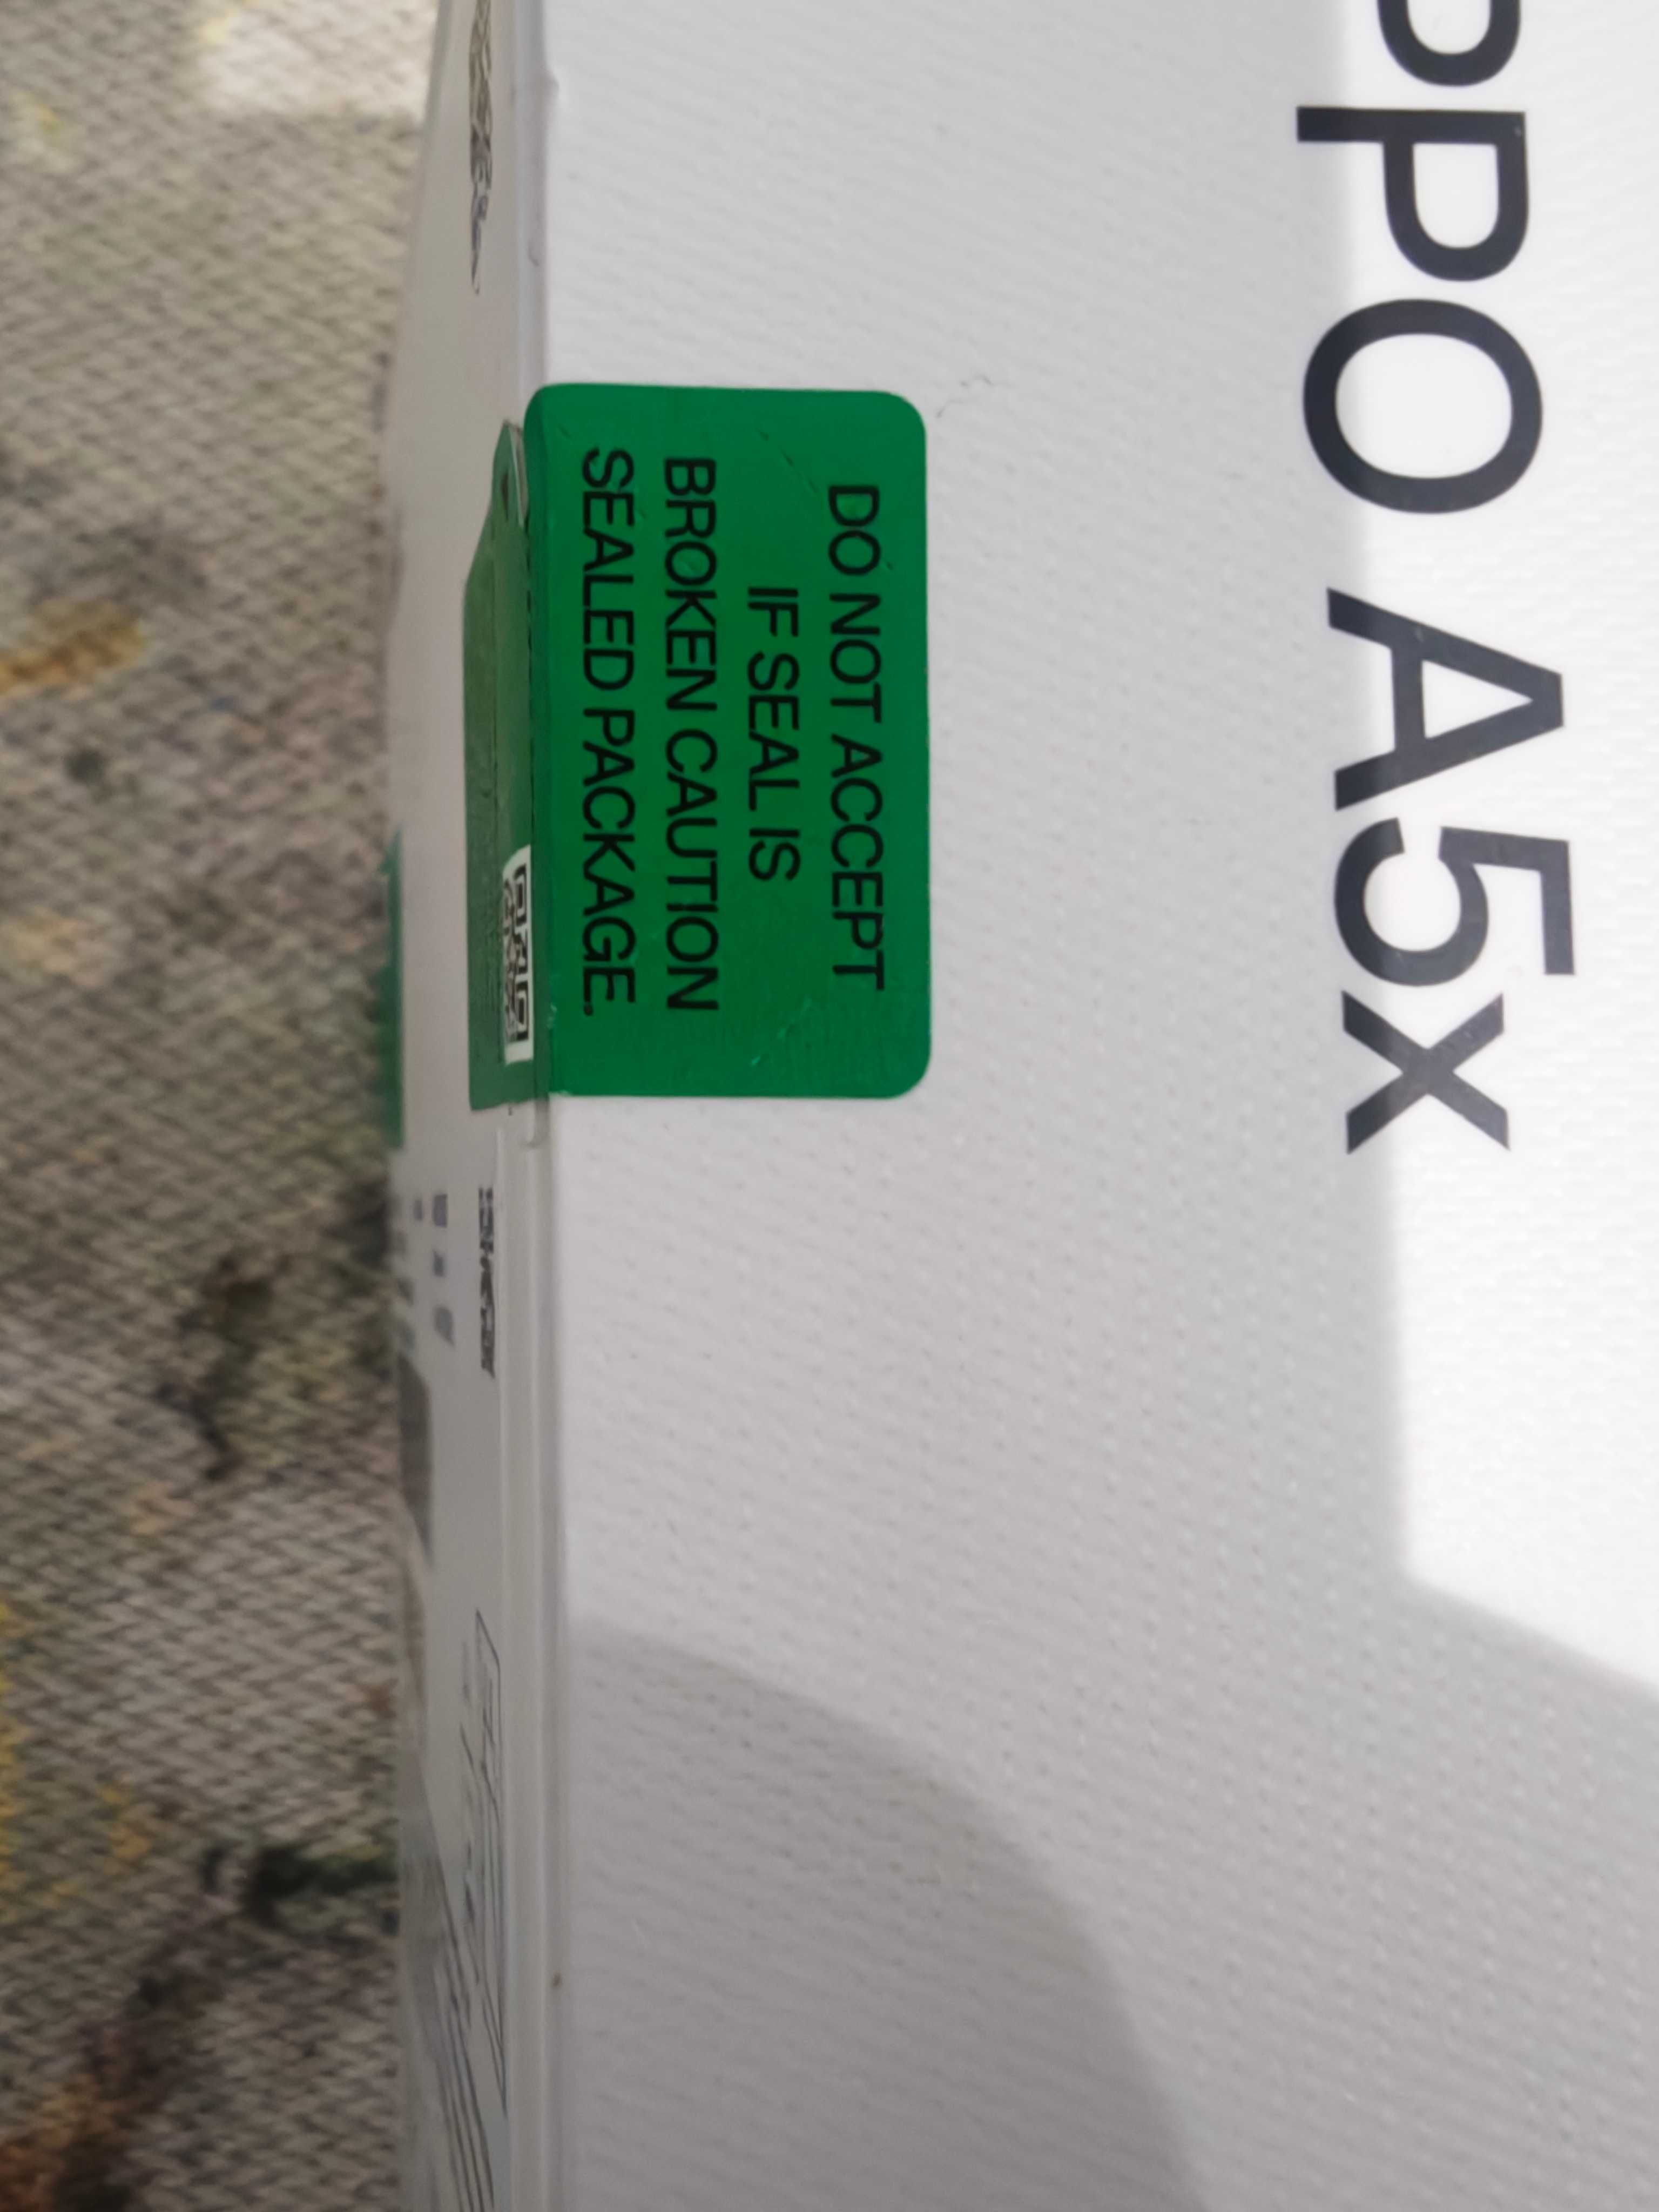 PPO A5x
DO NOT ACCEPT
IF SEAL IS
BROKEN CAUTION
SEALED PACKAGE.